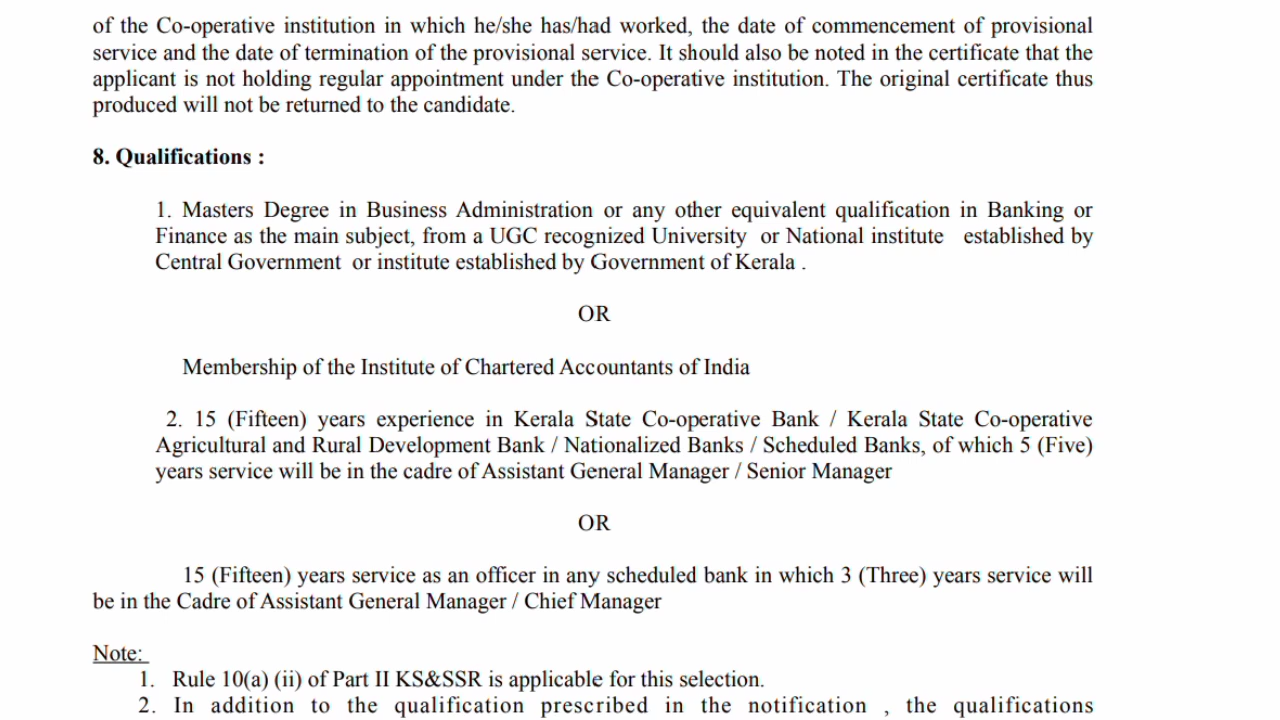 of the Co-operative institution in which he/she has/had worked, the date of commencement of provisional
service and the date of termination of the provisional service. It should also be noted in the certificate that the
applicant is not holding regular appointment under the Co-operative institution. The original certificate thus
produced will not be returned to the candidate.
8. Qualifications :
1. Masters Degree in Business Administration or any other equivalent qualification in Banking or
Finance as the main subject, from a UGC recognized University or National institute established by
Central Government or institute established by Government of Kerala .
OR
Membership of the Institute of Chartered Accountants of India
2. 15 (Fifteen) years experience in Kerala State Co-operative Bank / Kerala State Co-operative
Agricultural and Rural Development Bank / Nationalized Banks / Scheduled Banks, of which 5 (Five)
years service will be in the cadre of Assistant General Manager / Senior Manager
OR
15 (Fifteen) years service as an officer in any scheduled bank in which 3 (Three) years service will
be in the Cadre of Assistant General Manager / Chief Manager
Note:
1. Rule 10(a) (ii) of Part II KS&SSR is applicable for this selection.
2. In addition to the qualification prescribed in the notification , the qualifications